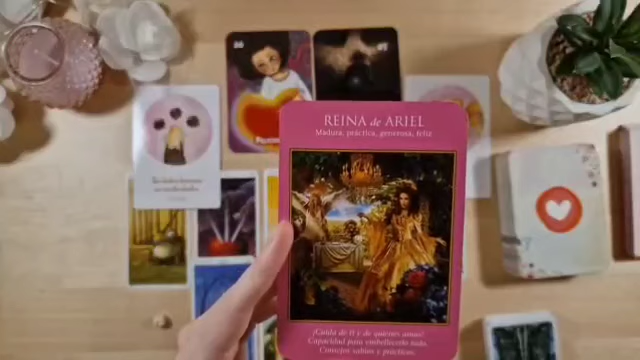 REINA de ARIEL
Madura, práctica, generosa, feliz
¡Cuida de ti y de quienes amas!
Capacidad para embellecerlo todo.
Consejos sabios y prácticos.